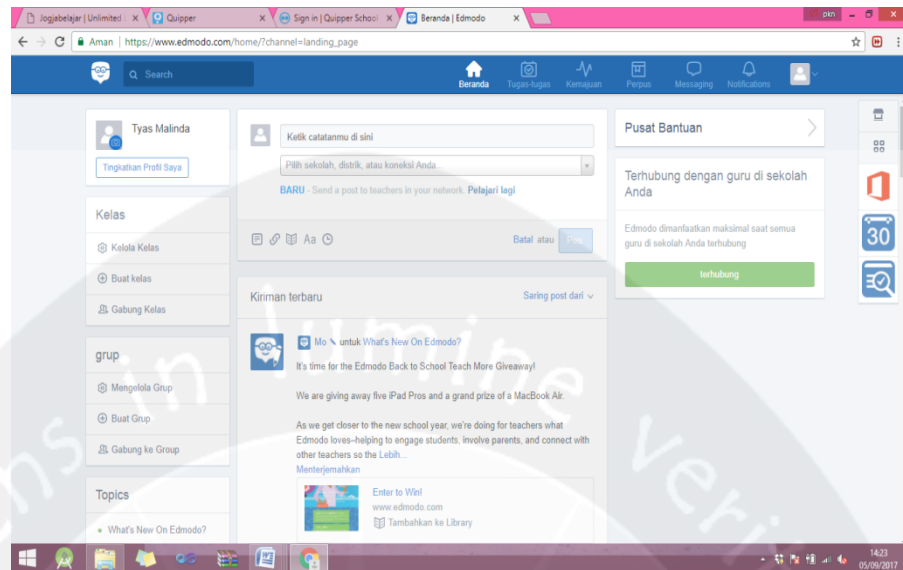 Jogjabelajar | Unlimited
Quipper
Sign in | Quipper School
Beranda | Edmodo
pkn
Aman
https://www.edmodo.com/home/?channel=landing_page
Search
Beranda
Tugas-tugas
Kemajuan
Perpus
Messaging
Notifications
Tyas Malinda
Tingkatkan Profil Saya
Kelas
Kelola Kelas
Buat kelas
Gabung Kelas
grup
Mengelola Grup
Buat Grup
Gabung ke Group
Topics
What's New On Edmodo?
Ketik catatanmu di sini
Pilih sekolah, distrik, atau koneksi Anda...
BARU - Send a post to teachers in your network. Pelajari lagi
Aa
Batal atau Pos
Kiriman terbaru
Saring post dari
Mo untuk What's New On Edmodo?
It's time for the Edmodo Back to School Teach More Giveaway!
We are giving away five iPad Pros and a grand prize of a MacBook Air.
As we get closer to the new school year, we're doing for teachers what
Edmodo loves–helping to engage students, involve parents, and connect with
other teachers so the Lebih...
Menterjemahkan
Enter to Win!
www.edmodo.com
Tambahkan ke Library
Pusat Bantuan
Terhubung dengan guru di sekolah
Anda
Edmodo dimanfaatkan maksimal saat semua
guru di sekolah Anda terhubung
terhubung
30
in lumine veri
14:23
05/09/2017